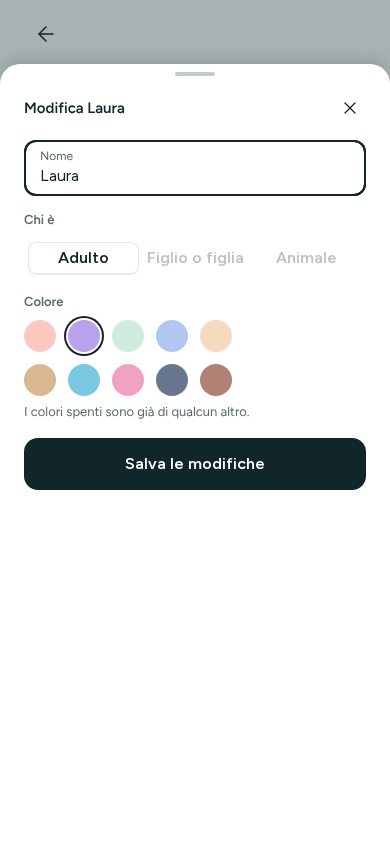 Modifica Laura
Nome
Laura
Chi è
Adulto Figlio o figlia Animale
Colore
I colori spenti sono già di qualcun altro.
Salva le modifiche